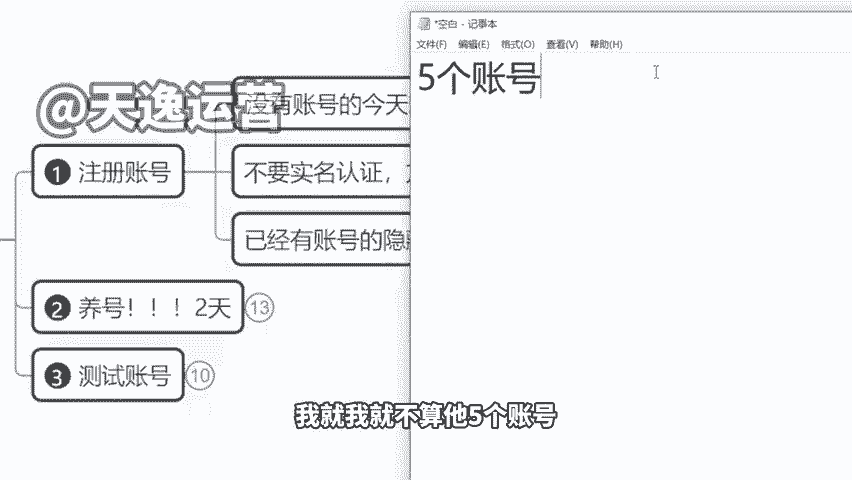 *空白 - 记事本
文件(F) 编辑(E) 格式(O) 查看(V) 帮助(H)
5个账号
@天逸运营
没有账号的今天
1 注册账号
不要实名认证，
已经有账号的隐
2 养号！！！2天 13
3 测试账号 10
我就我就不算他5个账号